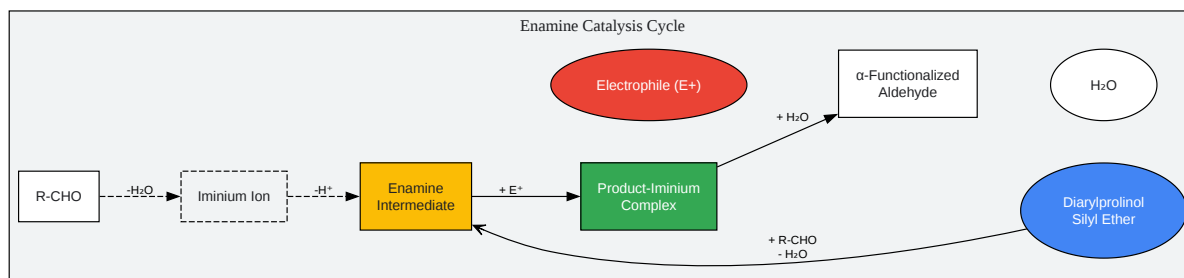 Enamine Catalysis Cycle
Electrophile (E+)
α-Functionalized
Aldehyde
H₂O
+ H₂O
R-CHO
-H₂O
Iminium Ion
-H⁺
Enamine
Intermediate
+ E⁺
Product-Iminium
Complex
Diarylprolinol
Silyl Ether
+ R-CHO
- H₂O